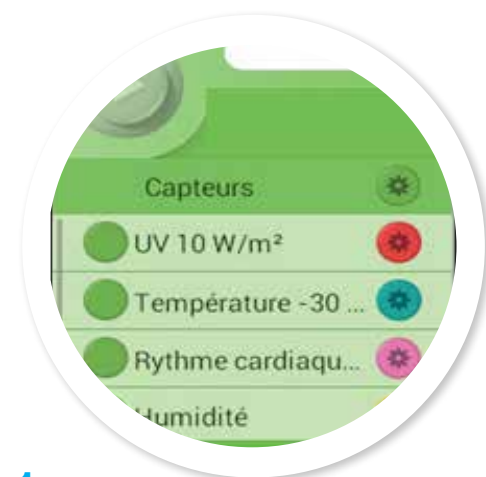 Capteurs
UV 10 W/m²
Température -30 ...
Rythme cardiaqu...
Humidité